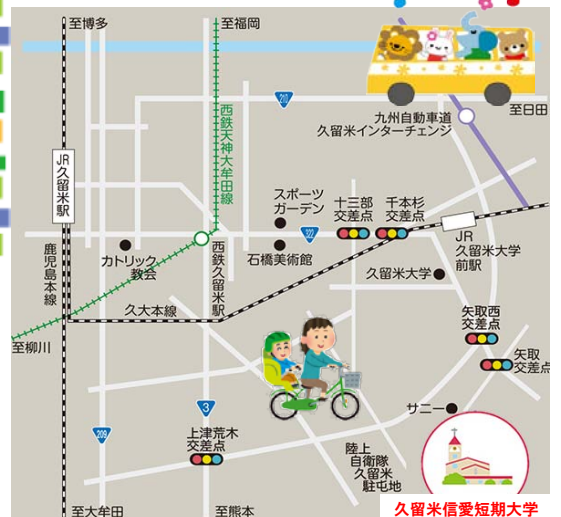 至博多
至福岡
210
至日田
九州自動車道
久留米インターチェンジ
西鉄天神大牟田線
JR久留米駅
スポーツ
ガーデン
十三部
交差点
千本杉
交差点
322
JR
久留米大学
前駅
カトリック
教会
石橋美術館
西鉄久留米駅
久留米大学
鹿児島本線
久大本線
矢取西
交差点
至柳川
矢取
交差点
サニー
3
209
上津荒木
交差点
陸上
自衛隊
久留米
駐屯地
至大牟田
至熊本
久留米信愛短期大学